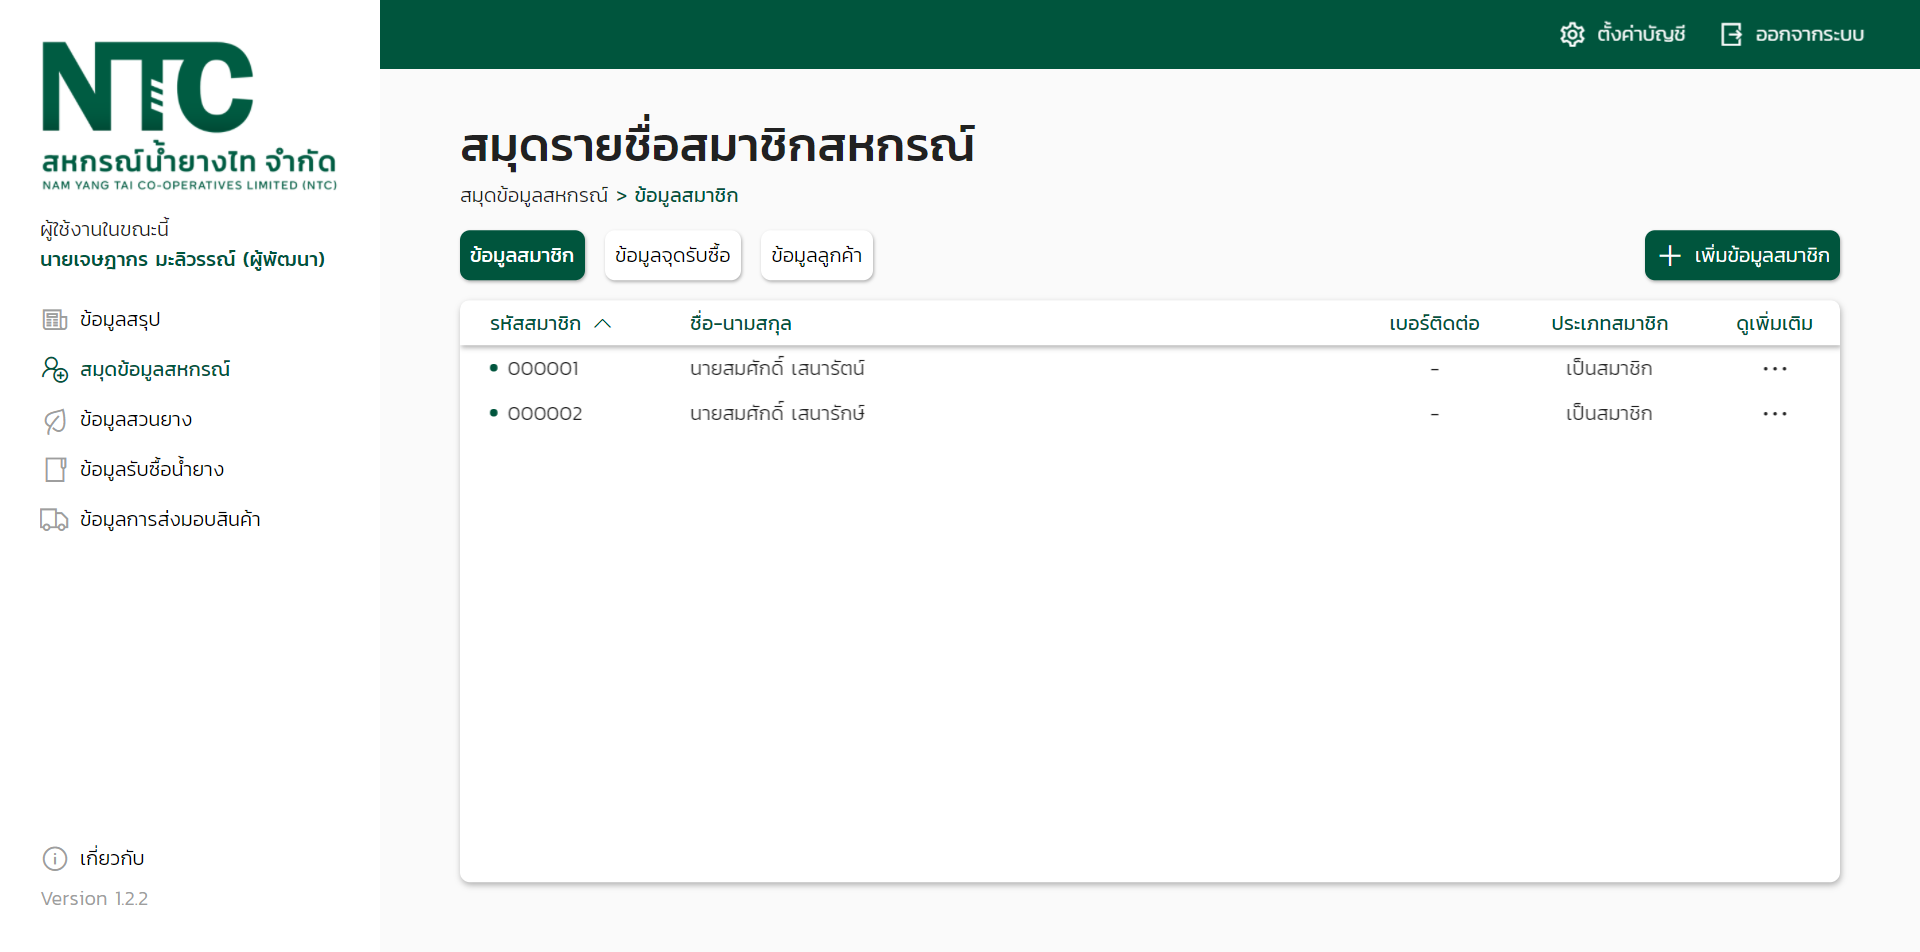 NTC
สหกรณ์น้ำยางไท จำกัด
NAM YANG TAI CO-OPERATIVES LIMITED (NTC)
ผู้ใช้งานในขณะนี้
นายเจษฎากร มะลิวรรณ์ (ผู้พัฒนา)
ข้อมูลสรุป
สมุดข้อมูลสหกรณ์
ข้อมูลสวนยาง
ข้อมูลรับซื้อน้ำยาง
ข้อมูลการส่งมอบสินค้า
เกี่ยวกับ
Version 1.2.2
ตั้งค่าบัญชี ออกจากระบบ
สมุดรายชื่อสมาชิกสหกรณ์
สมุดข้อมูลสหกรณ์ > ข้อมูลสมาชิก
ข้อมูลสมาชิก ข้อมูลจุดรับซื้อ ข้อมูลลูกค้า เพิ่มข้อมูลสมาชิก
รหัสสมาชิก ชื่อ-นามสกุล เบอร์ติดต่อ ประเภทสมาชิก ดูเพิ่มเติม
000001 นายสมศักดิ์ เสนารัตน์ - เป็นสมาชิก ...
000002 นายสมศักดิ์ เสนารักษ์ - เป็นสมาชิก ...